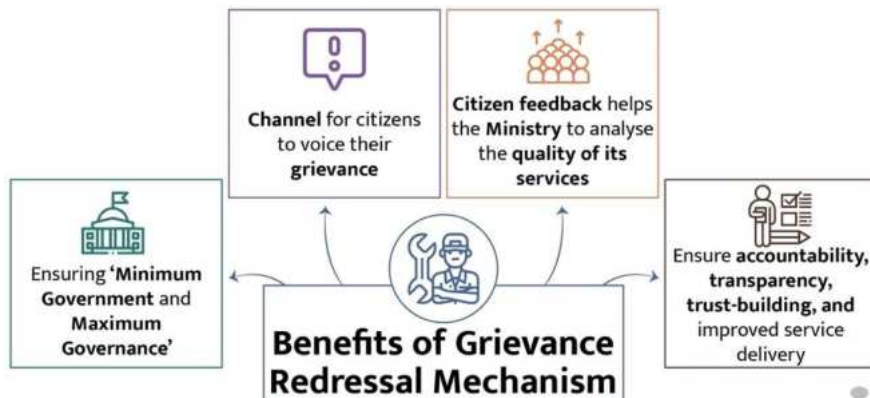 Channel for citizens
to voice their
grievance
Citizen feedback helps
the Ministry to analyse
the quality of its
services
Ensuring ‘Minimum
Government and
Maximum
Governance’
Ensure accountability,
transparency,
trust-building, and
improved service
delivery
Benefits of Grievance
Redressal Mechanism